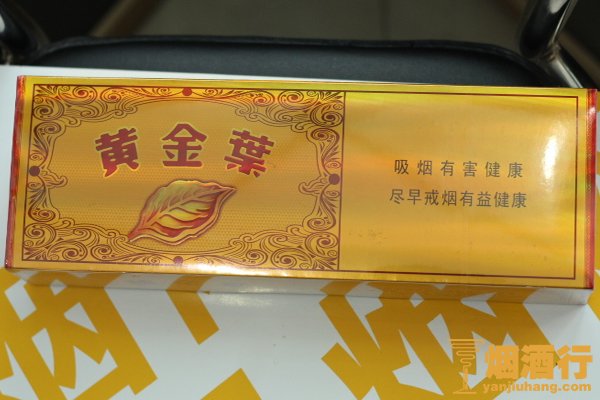 黄金葉
吸烟有害健康
尽早戒烟有益健康
烟酒行
yanjiuhang.com